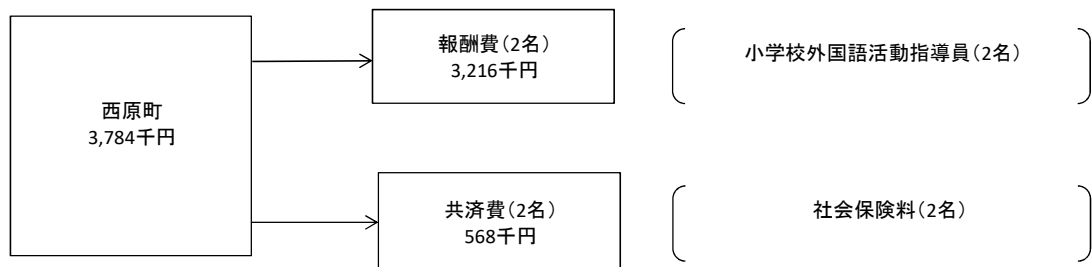 西原町
3,784千円
報酬費(2名)
3,216千円
小学校外国語活動指導員(2名)
共済費(2名)
568千円
社会保険料(2名)